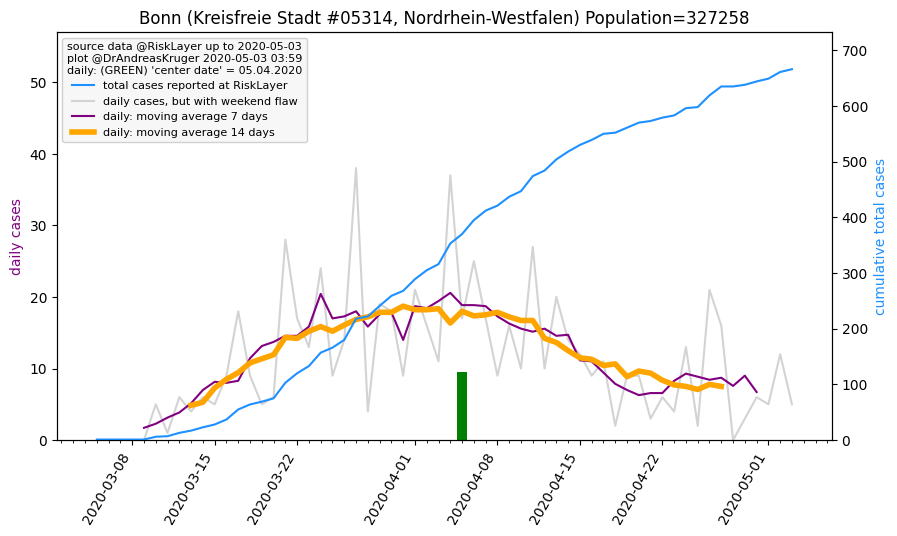 Bonn (Kreisfreie Stadt #05314, Nordrhein-Westfalen) Population=327258
source data @RiskLayer up to 2020-05-03
plot @DrAndreasKruger 2020-05-03 03:59
daily: (GREEN) 'center date' = 05.04.2020
total cases reported at RiskLayer
daily cases, but with weekend flaw
daily: moving average 7 days
daily: moving average 14 days
daily cases
50
40
30
20
10
0
700
600
500
400
300
200
100
0
cumulative total cases
2020-03-08
2020-03-15
2020-03-22
2020-04-01
2020-04-08
2020-04-15
2020-04-22
2020-05-01